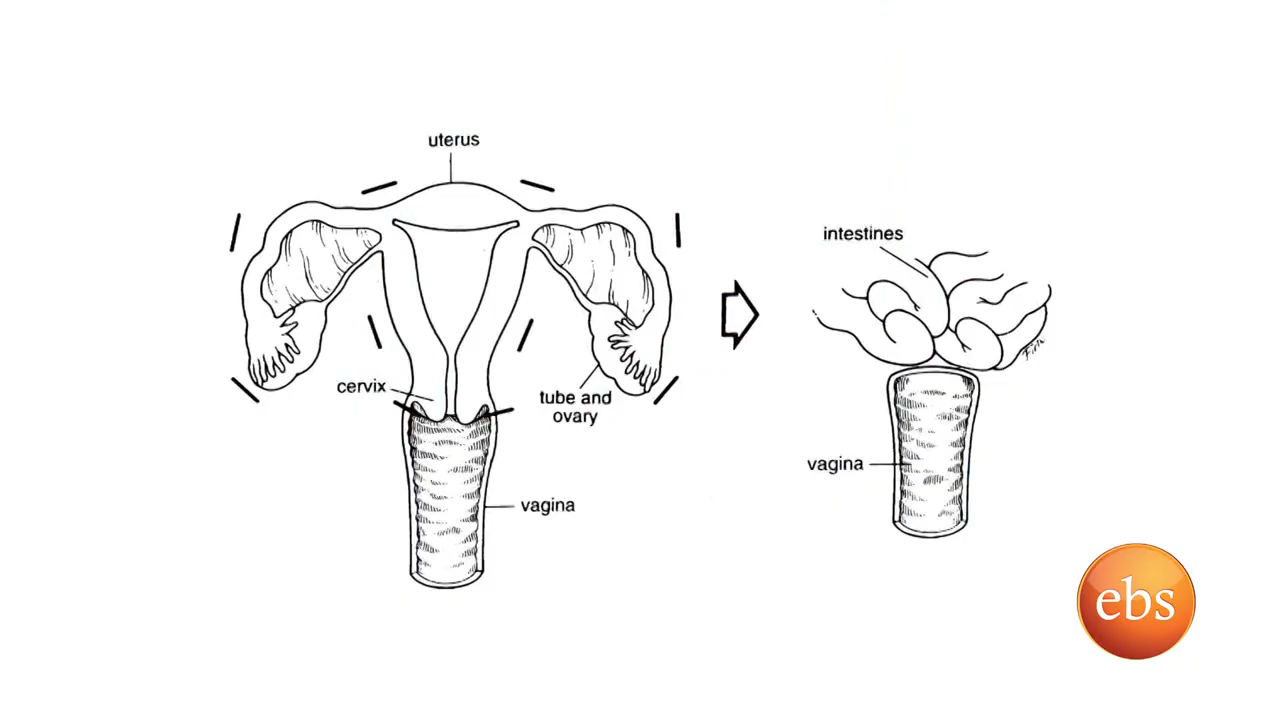 uterus
cervix
tube and
ovary
vagina
intestines
vagina
ebs